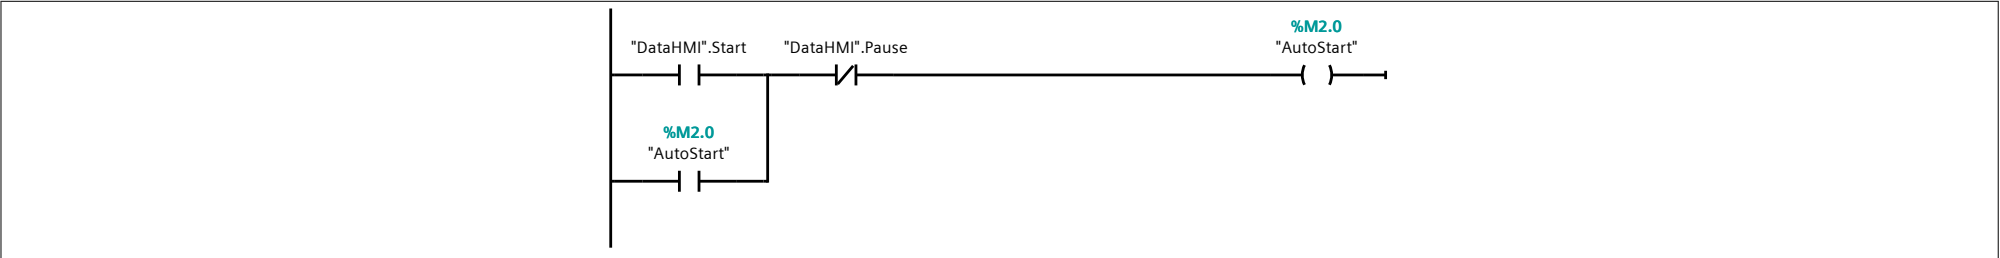 %M2.0
"DataHMI".Start "DataHMI".Pause "AutoStart"
%M2.0
"AutoStart"